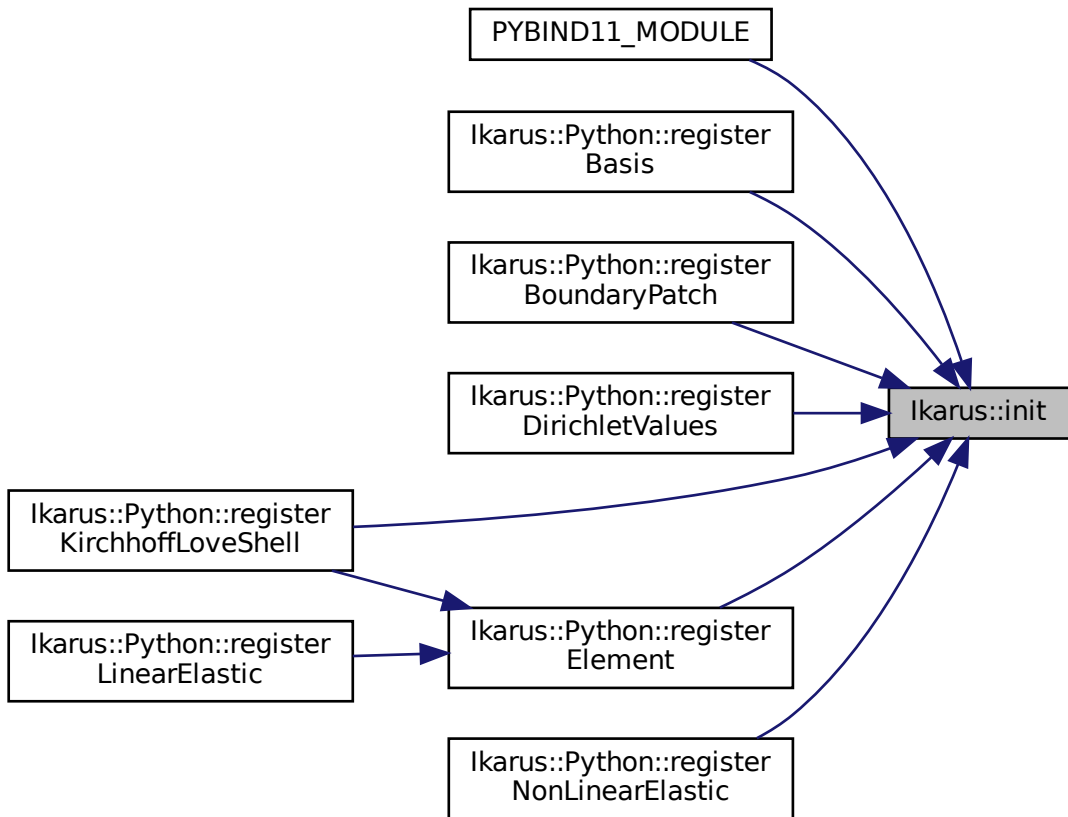 PYBIND11_MODULE
Ikarus::Python::register
Basis
Ikarus::Python::register
BoundaryPatch
Ikarus::init
Ikarus::Python::register
DirichletValues
Ikarus::Python::register
KirchhoffLoveShell
Ikarus::Python::register
Element
Ikarus::Python::register
LinearElastic
Ikarus::Python::register
NonLinearElastic